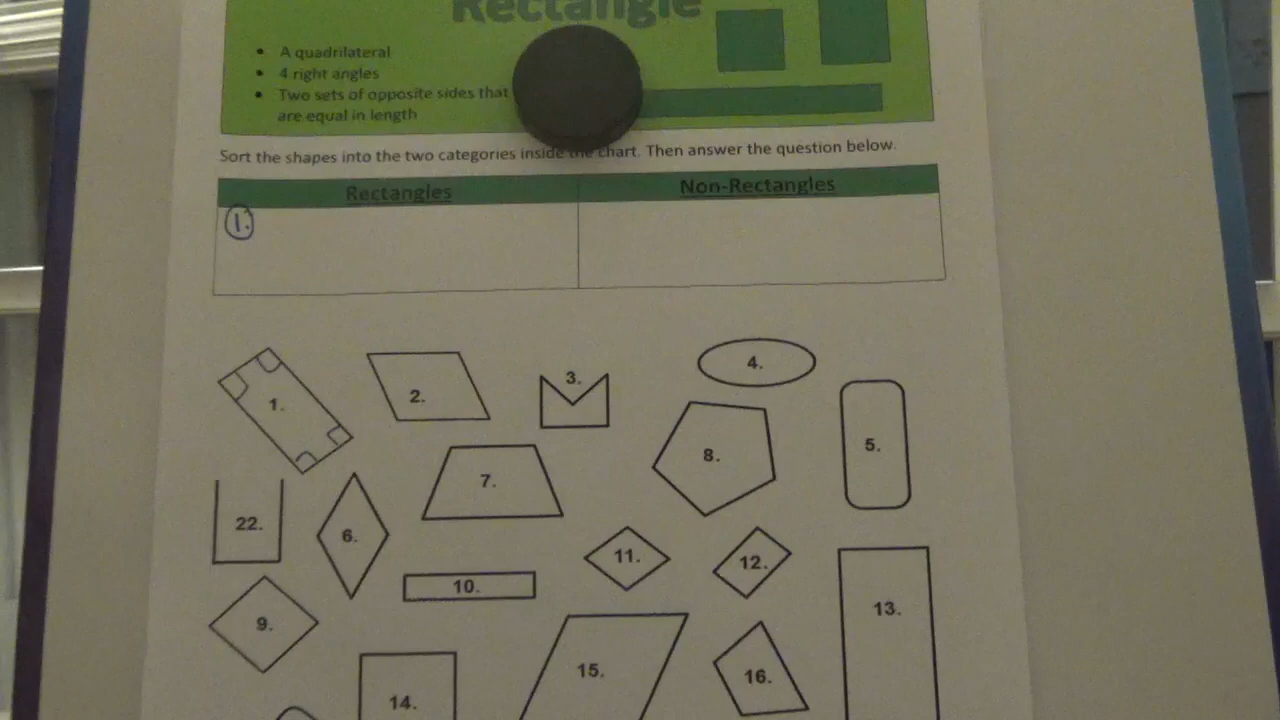 Rectangle
• A quadrilateral
• 4 right angles
• Two sets of opposite sides that
are equal in length
Sort the shapes into the two categories inside the chart. Then answer the question below.
Rectangles Non-Rectangles
1.
1.
2.
3.
4.
5.
7.
8.
22.
6.
10.
11.
12.
13.
9.
14.
15.
16.